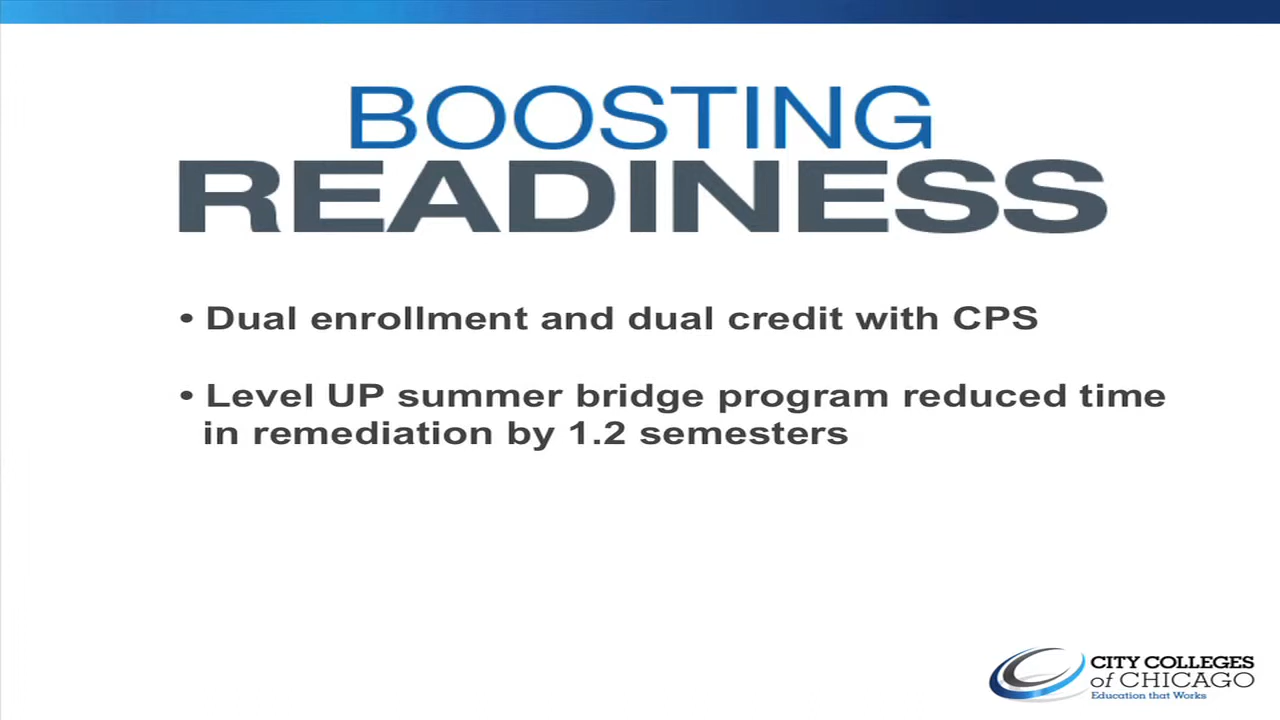 BOOSTING
READINESS
• Dual enrollment and dual credit with CPS
• Level UP summer bridge program reduced time
in remediation by 1.2 semesters
CITY COLLEGES
of CHICAGO
Education that Works